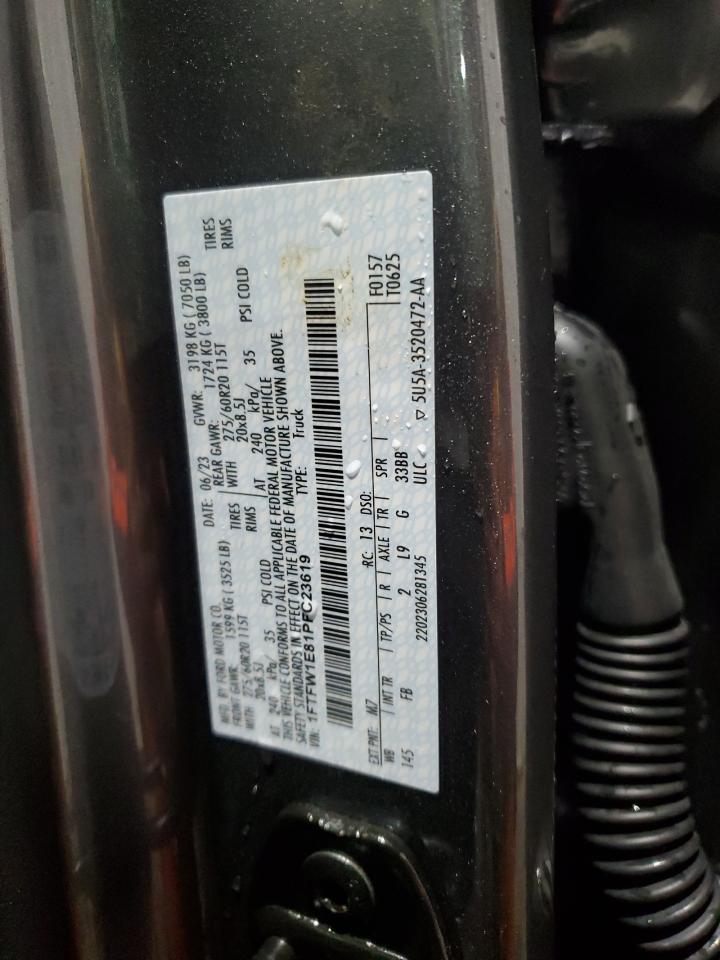 MFD. BY FORD MOTOR CO.
DATE: 06/23 GVWR: 3198 KG ( 7050 LB)
FRONT GAWR: 1599 KG ( 3525 LB) REAR GAWR: 1724 KG ( 3800 LB)
WITH 275/60R20 115T TIRES WITH 275/60R20 115T TIRES
20x8.5J RIMS 20x8.5J RIMS
AT 240 kPa/ 35 PSI COLD AT 240 kPa/ 35 PSI COLD
THIS VEHICLE CONFORMS TO ALL APPLICABLE FEDERAL MOTOR VEHICLE
SAFETY STANDARDS IN EFFECT ON THE DATE OF MANUFACTURE SHOWN ABOVE.
VIN: 1FTFW1E81PFC23619 TYPE: Truck
F0157
T0625
EXT PNT: M7 RC: 13 DSO:
WB INT TR TP/PS R AXLE TR SPR
145 FB 2 L9 G 33BB
2202306281345 ULC 5U5A-3520472-AA